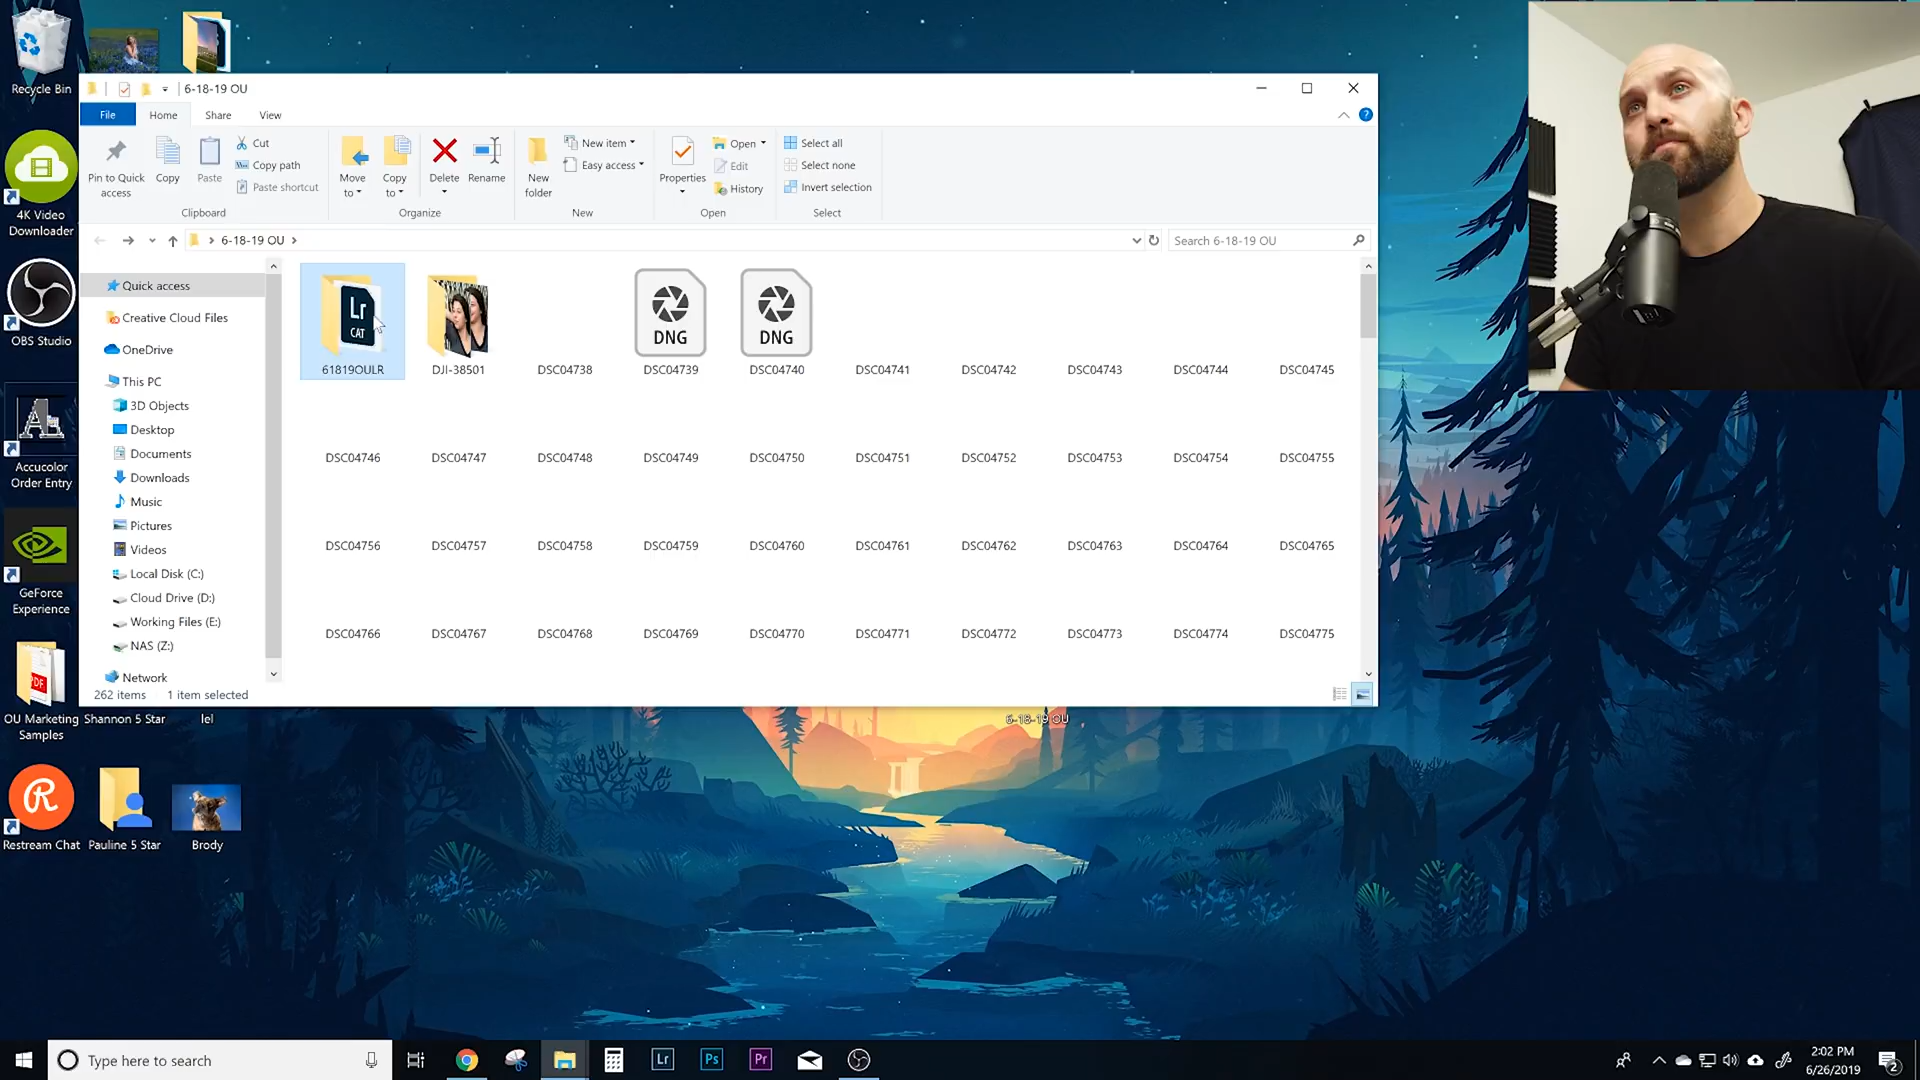 Recycle Bin
4K Video
Downloader
OBS Studio
Accucolor
Order Entry
GeForce
Experience
OU Marketing
Samples
Shannon 5 Star
lel
Restream Chat
Pauline 5 Star
Brody
6-18-19 OU
File
Home
Share
View
Pin to Quick
access
Copy
Paste
Cut
Copy path
Paste shortcut
Clipboard
Move
to
Copy
to
Delete
Rename
Organize
New
folder
New item
Easy access
New
Properties
Open
Edit
History
Open
Select all
Select none
Invert selection
Select
6-18-19 OU
Search 6-18-19 OU
Quick access
Creative Cloud Files
OneDrive
This PC
3D Objects
Desktop
Documents
Downloads
Music
Pictures
Videos
Local Disk (C:)
Cloud Drive (D:)
Working Files (E:)
NAS (Z:)
Network
Lr
CAT
DNG
DNG
61819OULR
DJI-38501
DSC04738
DSC04739
DSC04740
DSC04741
DSC04742
DSC04743
DSC04744
DSC04745
DSC04746
DSC04747
DSC04748
DSC04749
DSC04750
DSC04751
DSC04752
DSC04753
DSC04754
DSC04755
DSC04756
DSC04757
DSC04758
DSC04759
DSC04760
DSC04761
DSC04762
DSC04763
DSC04764
DSC04765
DSC04766
DSC04767
DSC04768
DSC04769
DSC04770
DSC04771
DSC04772
DSC04773
DSC04774
DSC04775
262 items
1 item selected
6-18-19 OU
PDF
Type here to search
Lr
Ps
Pr
2:02 PM
6/26/2019
2